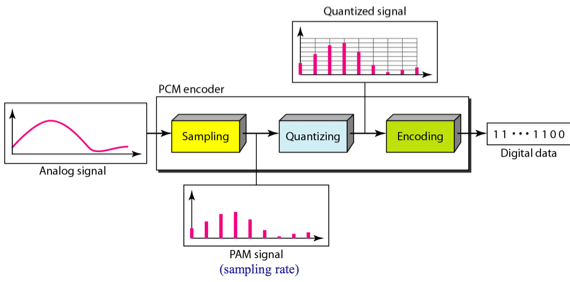 Quantized signal
PCM encoder
Sampling
Quantizing
Encoding
11 ••• 1100
Analog signal
Digital data
PAM signal
(sampling rate)